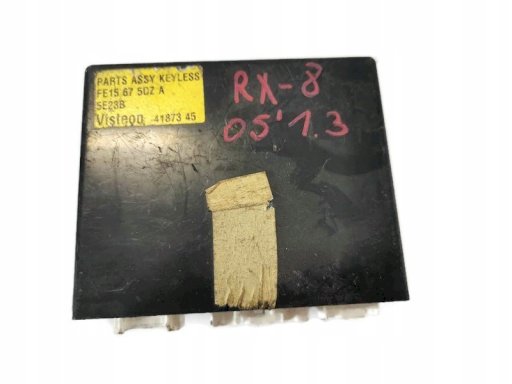 PARTS ASSY KEYLESS
FE15 67 5DZ A
5E23B
Visteon 41873 45
RX-8
05' 1.3